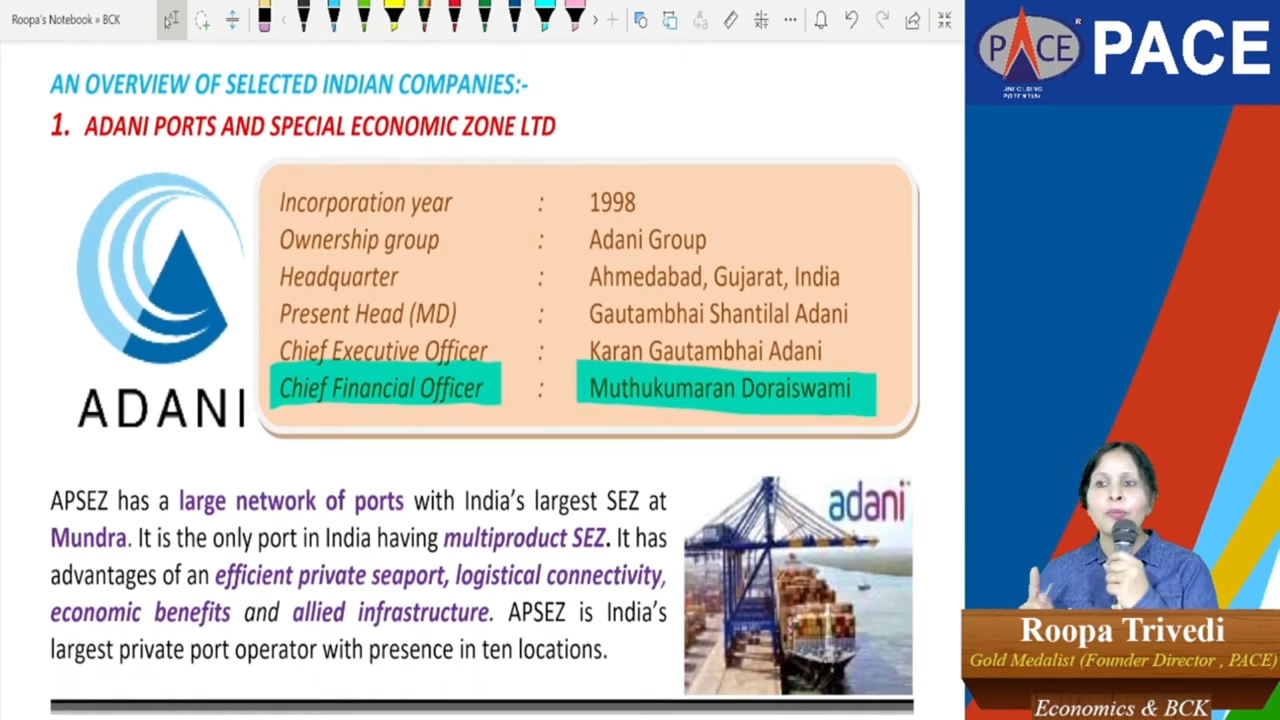 Roopa's Notebook » BCK
AN OVERVIEW OF SELECTED INDIAN COMPANIES:-
1. ADANI PORTS AND SPECIAL ECONOMIC ZONE LTD
ADANI
Incorporation year : 1998
Ownership group : Adani Group
Headquarter : Ahmedabad, Gujarat, India
Present Head (MD) : Gautambhai Shantilal Adani
Chief Executive Officer : Karan Gautambhai Adani
Chief Financial Officer : Muthukumaran Doraiswami
APSEZ has a large network of ports with India's largest SEZ at
Mundra. It is the only port in India having multiproduct SEZ. It has
advantages of an efficient private seaport, logistical connectivity,
economic benefits and allied infrastructure. APSEZ is India's
largest private port operator with presence in ten locations.
adani
PACE
®
UNFOLDING
POTENTIAL
PACE
Roopa Trivedi
Gold Medalist (Founder Director , PACE)
Economics & BCK